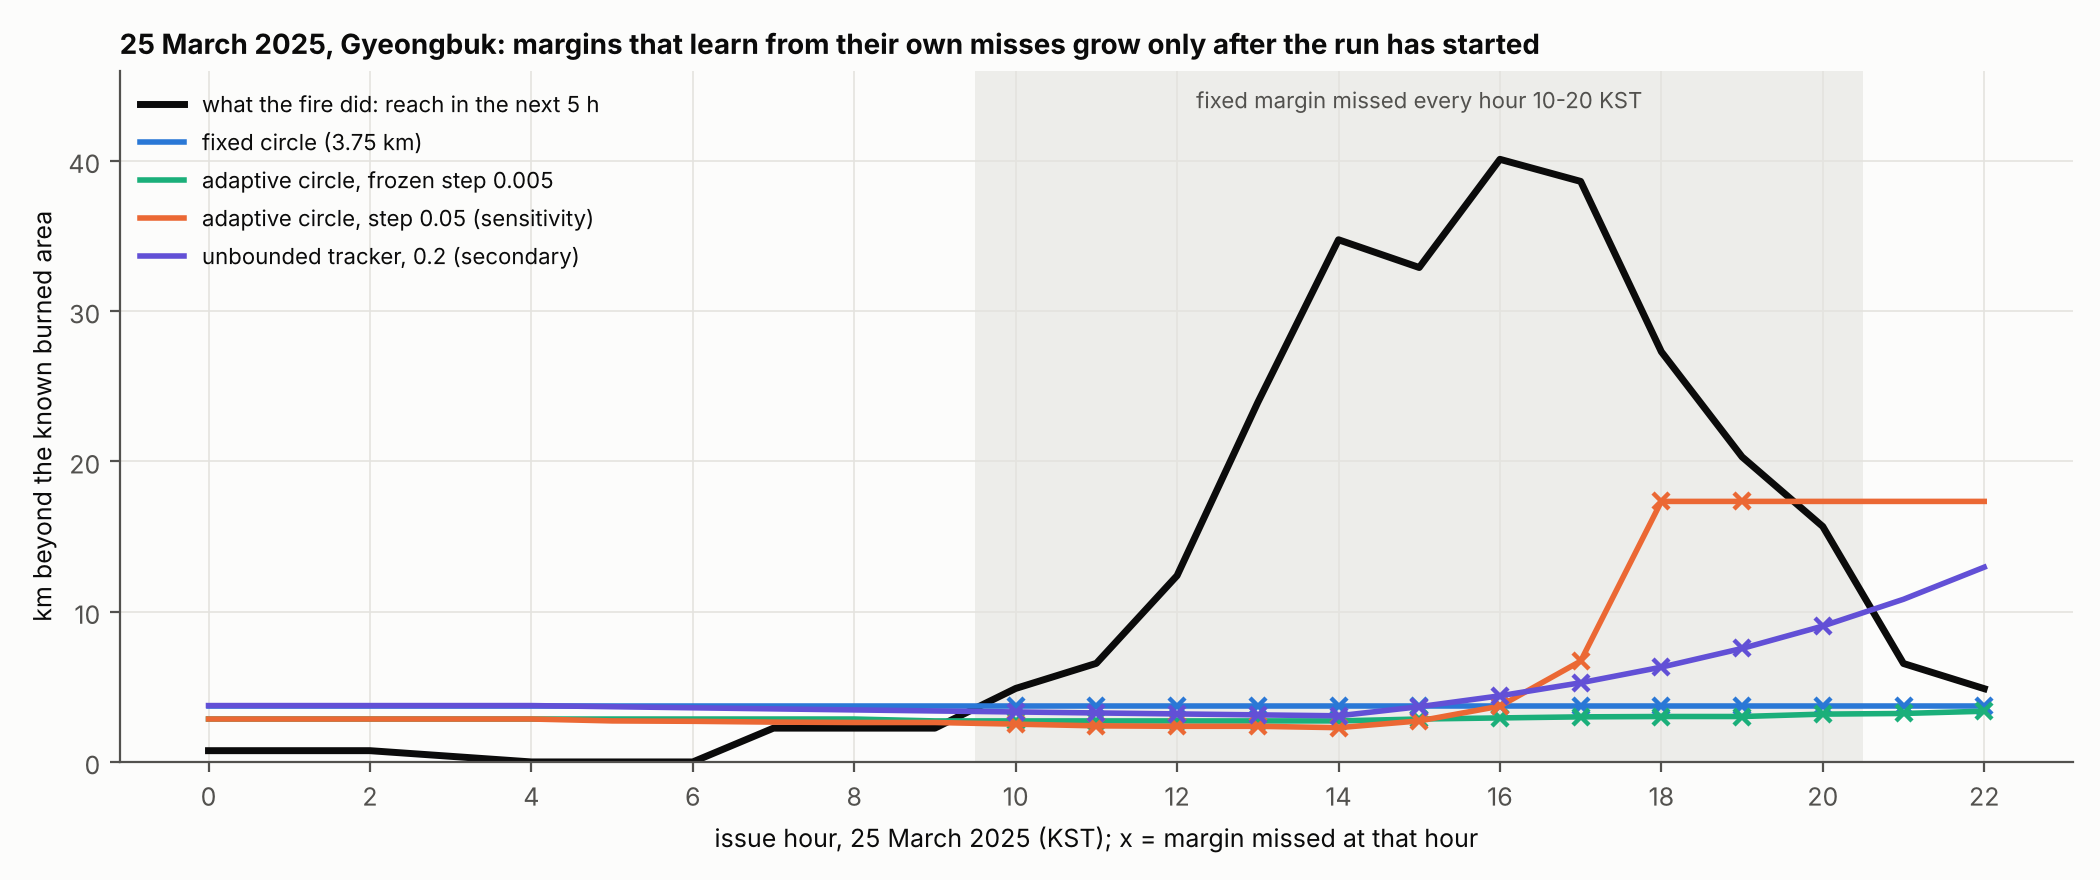 25 March 2025, Gyeongbuk: margins that learn from their own misses grow only after the run has started
what the fire did: reach in the next 5 h
fixed circle (3.75 km)
adaptive circle, frozen step 0.005
adaptive circle, step 0.05 (sensitivity)
unbounded tracker, 0.2 (secondary)
fixed margin missed every hour 10-20 KST
km beyond the known burned area
40
30
20
10
0
0 2 4 6 8 10 12 14 16 18 20 22
issue hour, 25 March 2025 (KST); x = margin missed at that hour